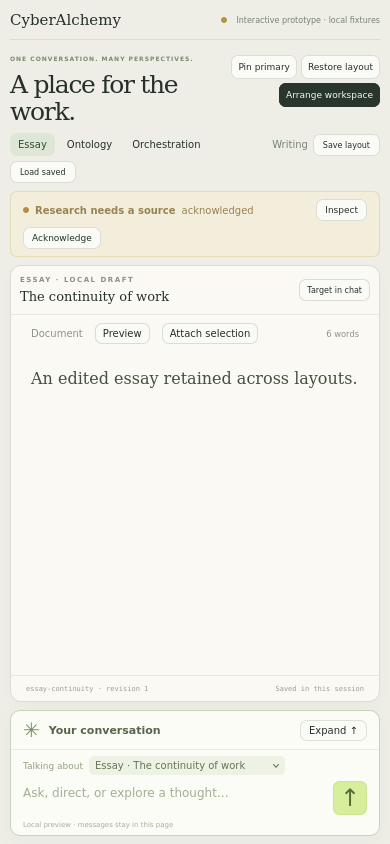 CyberAlchemy
Interactive prototype · local fixtures
ONE CONVERSATION. MANY PERSPECTIVES.
A place for the
work.
Pin primary
Restore layout
Arrange workspace
Essay
Ontology
Orchestration
Writing
Save layout
Load saved
Research needs a source acknowledged
Inspect
Acknowledge
ESSAY · LOCAL DRAFT
The continuity of work
Target in chat
Document
Preview
Attach selection
6 words
An edited essay retained across layouts.
essay-continuity · revision 1
Saved in this session
Your conversation
Expand ↑
Talking about
Essay · The continuity of work
Ask, direct, or explore a thought...
↑
Local preview · messages stay in this page